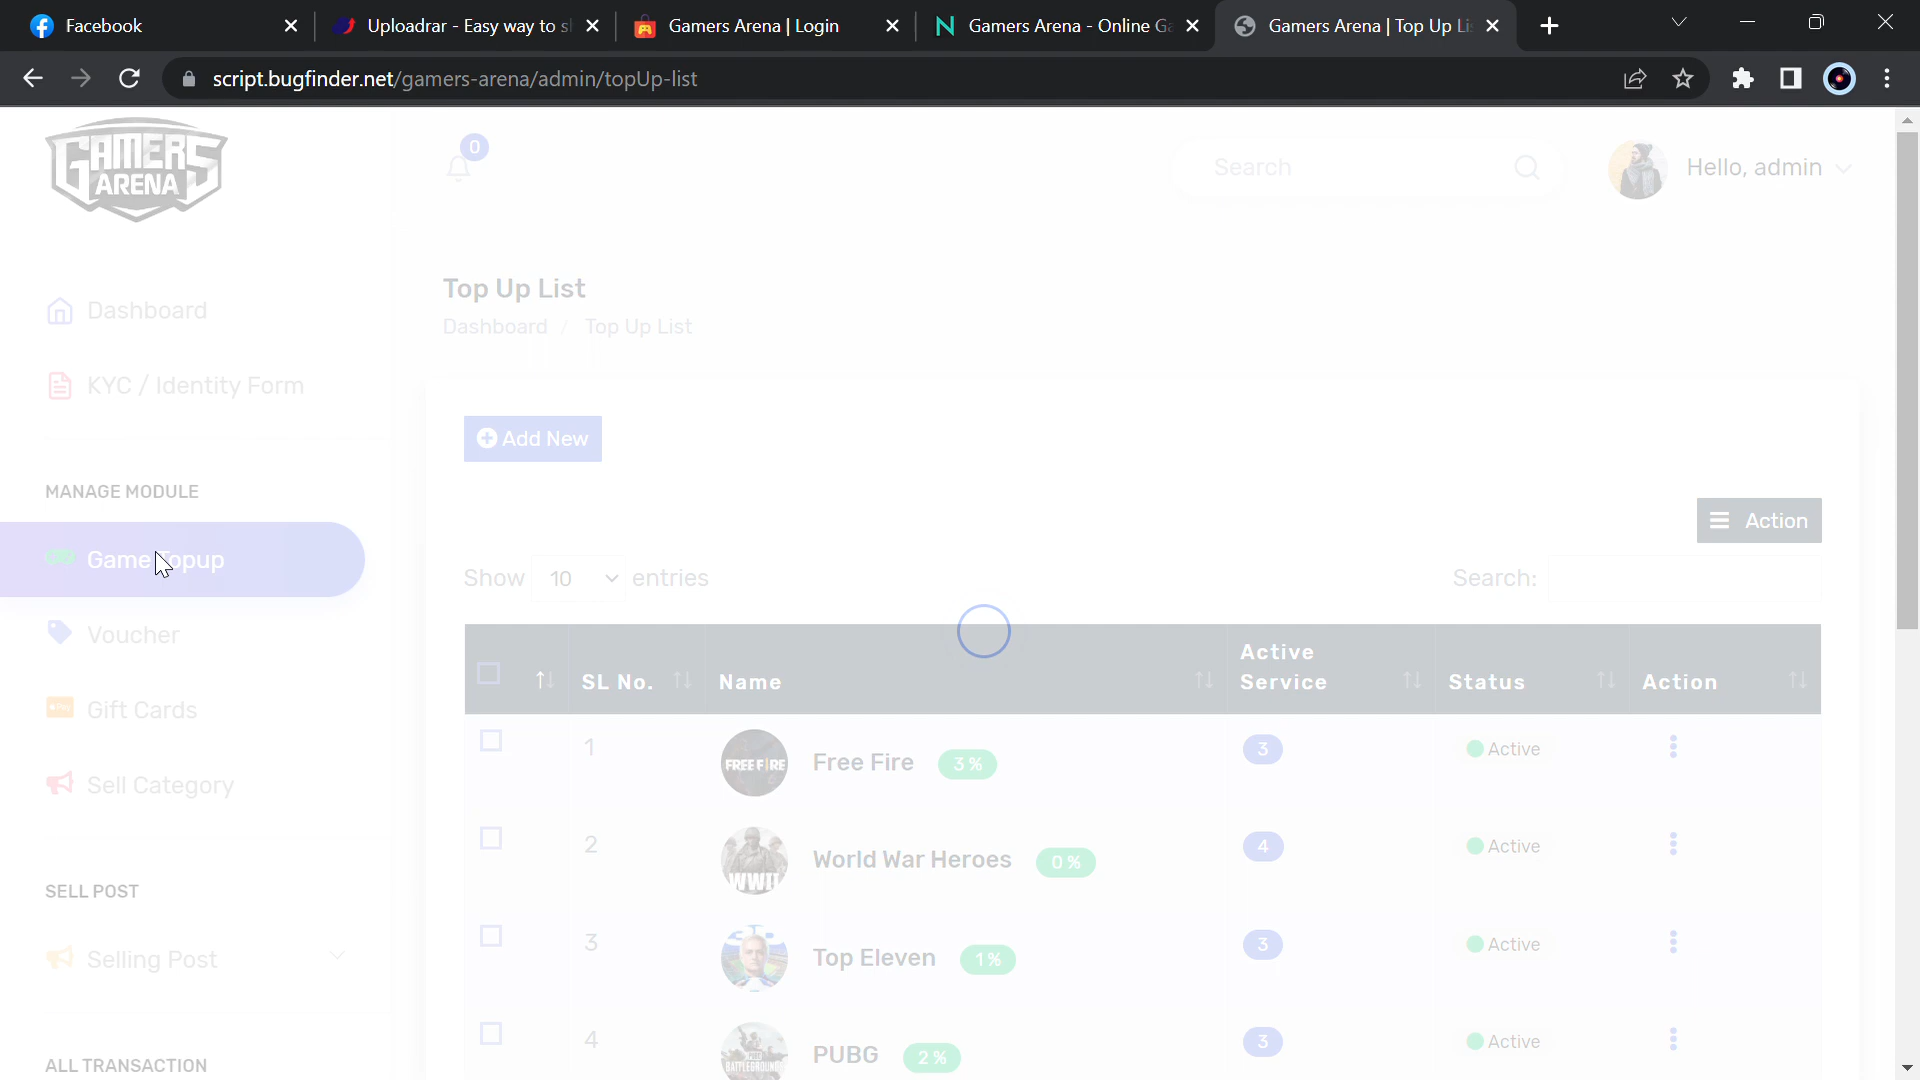 Facebook
Uploadrar - Easy way to s
Gamers Arena | Login
Gamers Arena - Online Ga
Gamers Arena | Top Up Li
script.bugfinder.net/gamers-arena/admin/topUp-list
GAMERS
ARENA
0
Search
Hello, admin
Dashboard
KYC / Identity Form
MANAGE MODULE
Game Topup
Voucher
Gift Cards
Sell Category
SELL POST
Selling Post
ALL TRANSACTION
Top Up List
Dashboard / Top Up List
Add New
Action
Show 10 entries
Search:
SL No. Name Active Service Status Action
1 FREE FIRE Free Fire 3 % 3 Active
2 WWII World War Heroes 0 % 4 Active
3 Top Eleven 1 % 3 Active
4 PUBG 2 % 3 Active